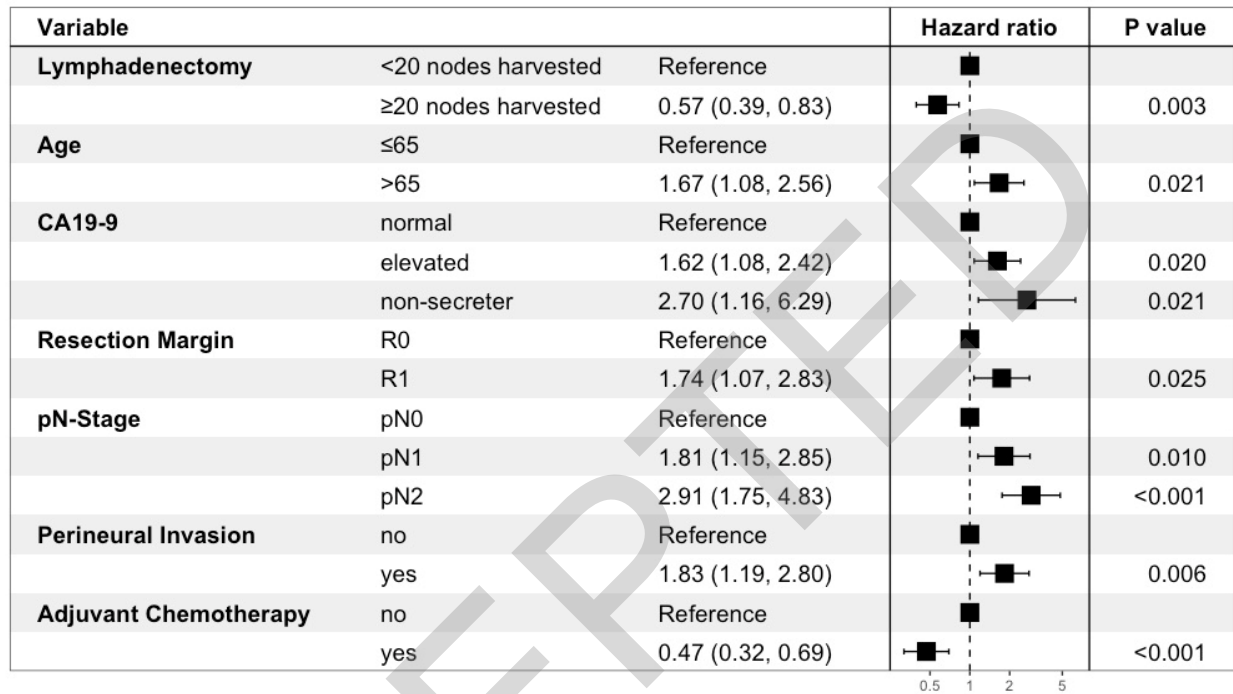 Variable Hazard ratio P value
Lymphadenectomy <20 nodes harvested Reference
≥20 nodes harvested 0.57 (0.39, 0.83) 0.003
Age ≤65 Reference
>65 1.67 (1.08, 2.56) 0.021
CA19-9 normal Reference
elevated 1.62 (1.08, 2.42) 0.020
non-secreter 2.70 (1.16, 6.29) 0.021
Resection Margin R0 Reference
R1 1.74 (1.07, 2.83) 0.025
pN-Stage pN0 Reference
pN1 1.81 (1.15, 2.85) 0.010
pN2 2.91 (1.75, 4.83) <0.001
Perineural Invasion no Reference
yes 1.83 (1.19, 2.80) 0.006
Adjuvant Chemotherapy no Reference
yes 0.47 (0.32, 0.69) <0.001
0.5 1 2 5
EPTED